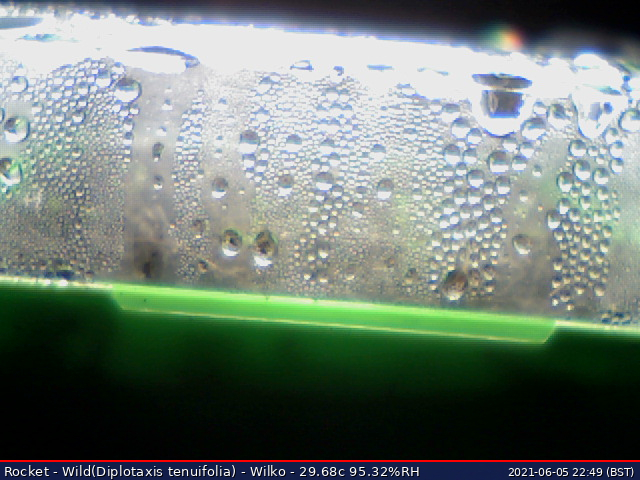 Rocket - Wild(Diplotaxis tenuifolia) - Wilko - 29.68c 95.32%RH
2021-06-05 22:49 (BST)